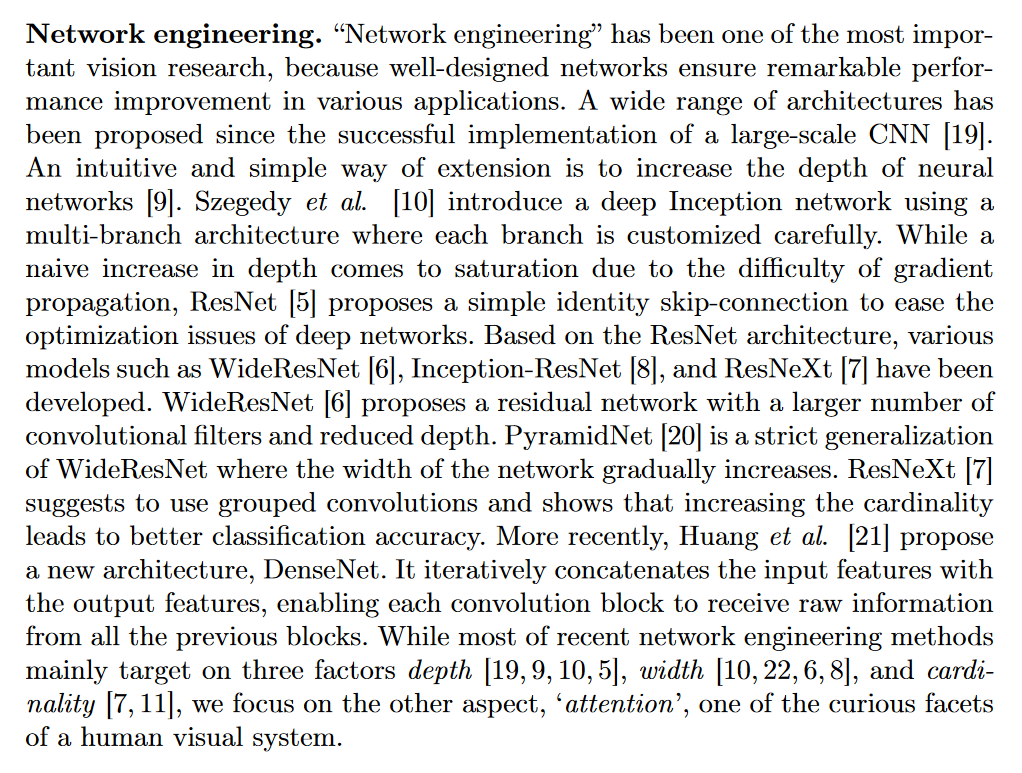 Network engineering. “Network engineering” has been one of the most impor-
tant vision research, because well-designed networks ensure remarkable perfor-
mance improvement in various applications. A wide range of architectures has
been proposed since the successful implementation of a large-scale CNN [19].
An intuitive and simple way of extension is to increase the depth of neural
networks [9]. Szegedy et al. [10] introduce a deep Inception network using a
multi-branch architecture where each branch is customized carefully. While a
naive increase in depth comes to saturation due to the difficulty of gradient
propagation, ResNet [5] proposes a simple identity skip-connection to ease the
optimization issues of deep networks. Based on the ResNet architecture, various
models such as WideResNet [6], Inception-ResNet [8], and ResNeXt [7] have been
developed. WideResNet [6] proposes a residual network with a larger number of
convolutional filters and reduced depth. PyramidNet [20] is a strict generalization
of WideResNet where the width of the network gradually increases. ResNeXt [7]
suggests to use grouped convolutions and shows that increasing the cardinality
leads to better classification accuracy. More recently, Huang et al. [21] propose
a new architecture, DenseNet. It iteratively concatenates the input features with
the output features, enabling each convolution block to receive raw information
from all the previous blocks. While most of recent network engineering methods
mainly target on three factors depth [19, 9, 10, 5], width [10, 22, 6, 8], and cardi-
nality [7, 11], we focus on the other aspect, ‘attention’, one of the curious facets
of a human visual system.